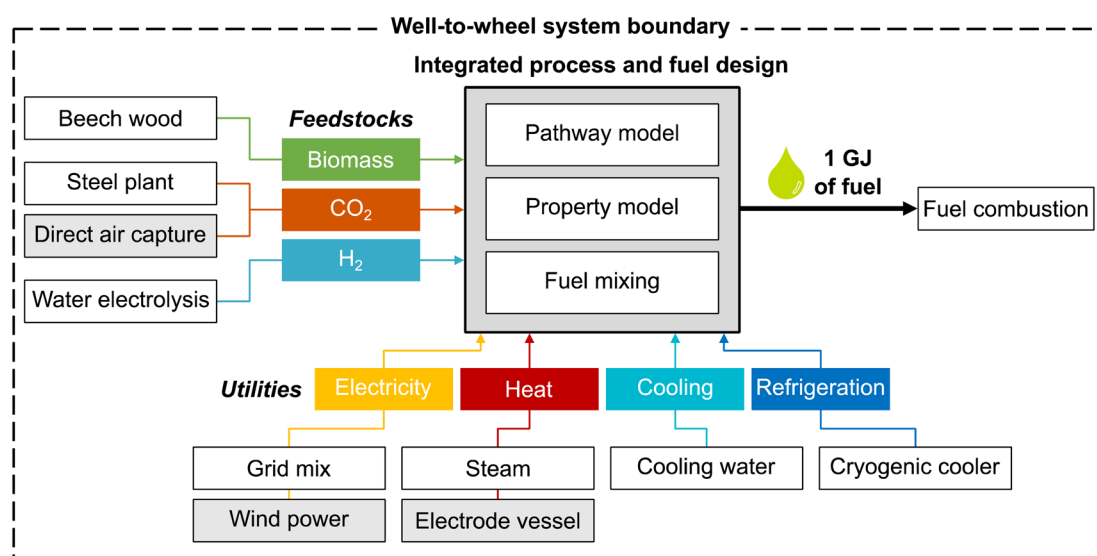 Well-to-wheel system boundary
Integrated process and fuel design
Beech wood
Steel plant
Direct air capture
Water electrolysis
Feedstocks
Biomass
CO₂
H₂
Pathway model
Property model
Fuel mixing
1 GJ
of fuel
Fuel combustion
Utilities
Electricity
Heat
Cooling
Refrigeration
Grid mix
Steam
Cooling water
Cryogenic cooler
Wind power
Electrode vessel